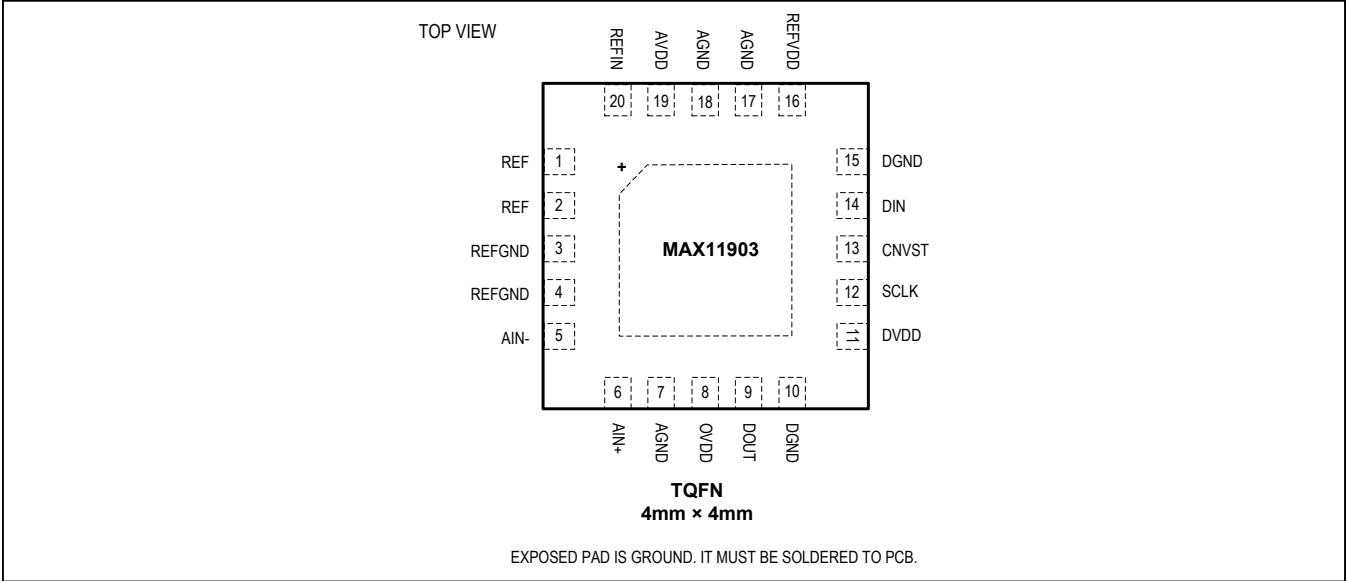 TOP VIEW
REFIN
AVDD
AGND
AGND
REFVDD
20
19
18
17
16
REF
1
REF
2
REFGND
3
REFGND
4
AIN-
5
+
MAX11903
15
DGND
14
DIN
13
CNVST
12
SCLK
11
DVDD
6
7
8
9
10
AIN+
AGND
OVDD
DOUT
DGND
TQFN
4mm × 4mm
EXPOSED PAD IS GROUND. IT MUST BE SOLDERED TO PCB.